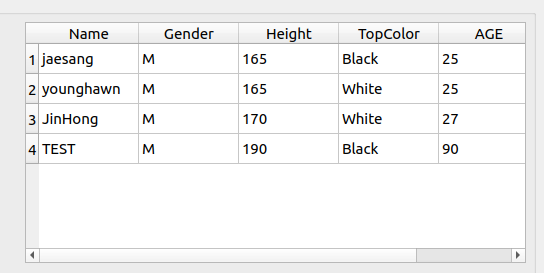 Name Gender Height TopColor AGE
1 jaesang M 165 Black 25
2 younghawn M 165 White 25
3 JinHong M 170 White 27
4 TEST M 190 Black 90